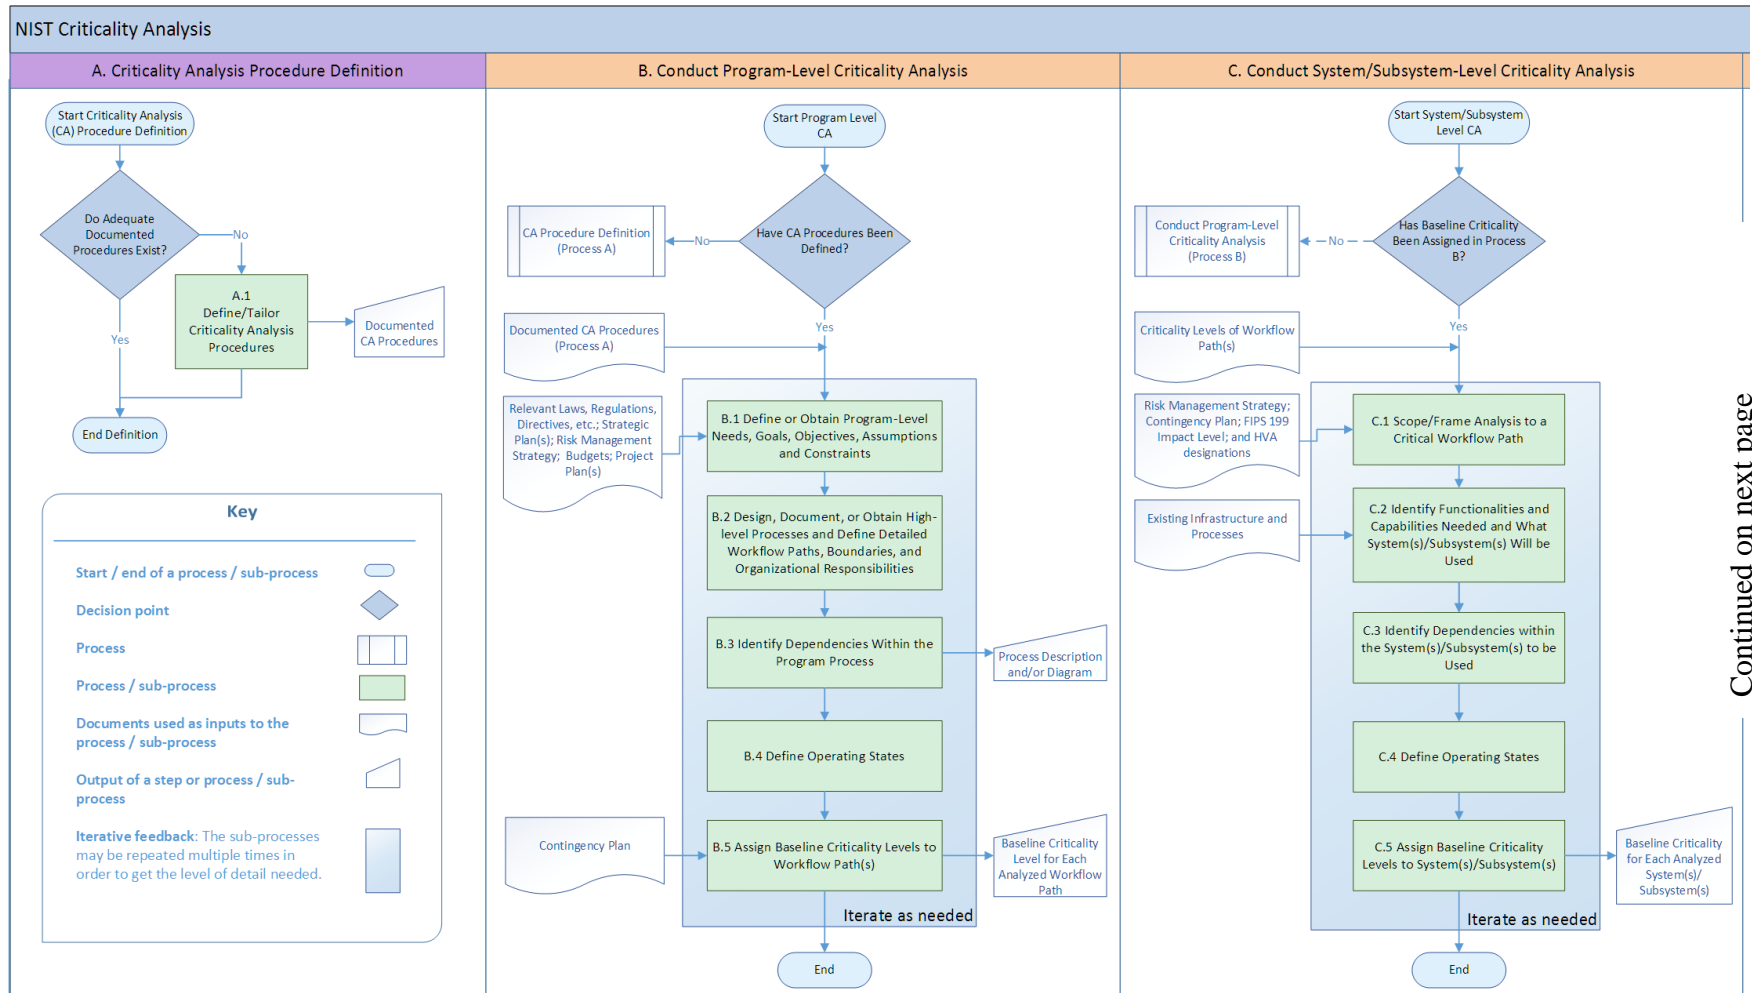 NIST Criticality Analysis
A. Criticality Analysis Procedure Definition
Start Criticality Analysis
(CA) Procedure Definition
Do Adequate
Documented
Procedures Exist?
No
Yes
A.1
Define/Tailor
Criticality Analysis
Procedures
Documented
CA Procedures
End Definition
Key
Start / end of a process / sub-process
Decision point
Process
Process / sub-process
Documents used as inputs to the
process / sub-process
Output of a step or process / sub-
process
Iterative feedback: The sub-processes
may be repeated multiple times in
order to get the level of detail needed.
B. Conduct Program-Level Criticality Analysis
Start Program Level
CA
Have CA Procedures Been
Defined?
No
CA Procedure Definition
(Process A)
Yes
Documented CA Procedures
(Process A)
Relevant Laws, Regulations,
Directives, etc.; Strategic
Plan(s); Risk Management
Strategy; Budgets; Project
Plan(s)
B.1 Define or Obtain Program-Level
Needs, Goals, Objectives, Assumptions
and Constraints
B.2 Design, Document, or Obtain High-
level Processes and Define Detailed
Workflow Paths, Boundaries, and
Organizational Responsibilities
B.3 Identify Dependencies Within the
Program Process
Process Description
and/or Diagram
B.4 Define Operating States
Contingency Plan
B.5 Assign Baseline Criticality Levels to
Workflow Path(s)
Baseline Criticality
Level for Each
Analyzed Workflow
Path
Iterate as needed
End
C. Conduct System/Subsystem-Level Criticality Analysis
Start System/Subsystem
Level CA
Has Baseline Criticality
Been Assigned in Process
B?
No
Conduct Program-Level
Criticality Analysis
(Process B)
Yes
Criticality Levels of Workflow
Path(s)
Risk Management Strategy;
Contingency Plan; FIPS 199
Impact Level; and HVA
designations
C.1 Scope/Frame Analysis to a
Critical Workflow Path
Existing Infrastructure and
Processes
C.2 Identify Functionalities and
Capabilities Needed and What
System(s)/Subsystem(s) Will be
Used
C.3 Identify Dependencies within
the System(s)/Subsystem(s) to be
Used
C.4 Define Operating States
C.5 Assign Baseline Criticality
Levels to System(s)/Subsystem(s)
Baseline Criticality
for Each Analyzed
System(s)/
Subsystem(s)
Iterate as needed
End
Continued on next page